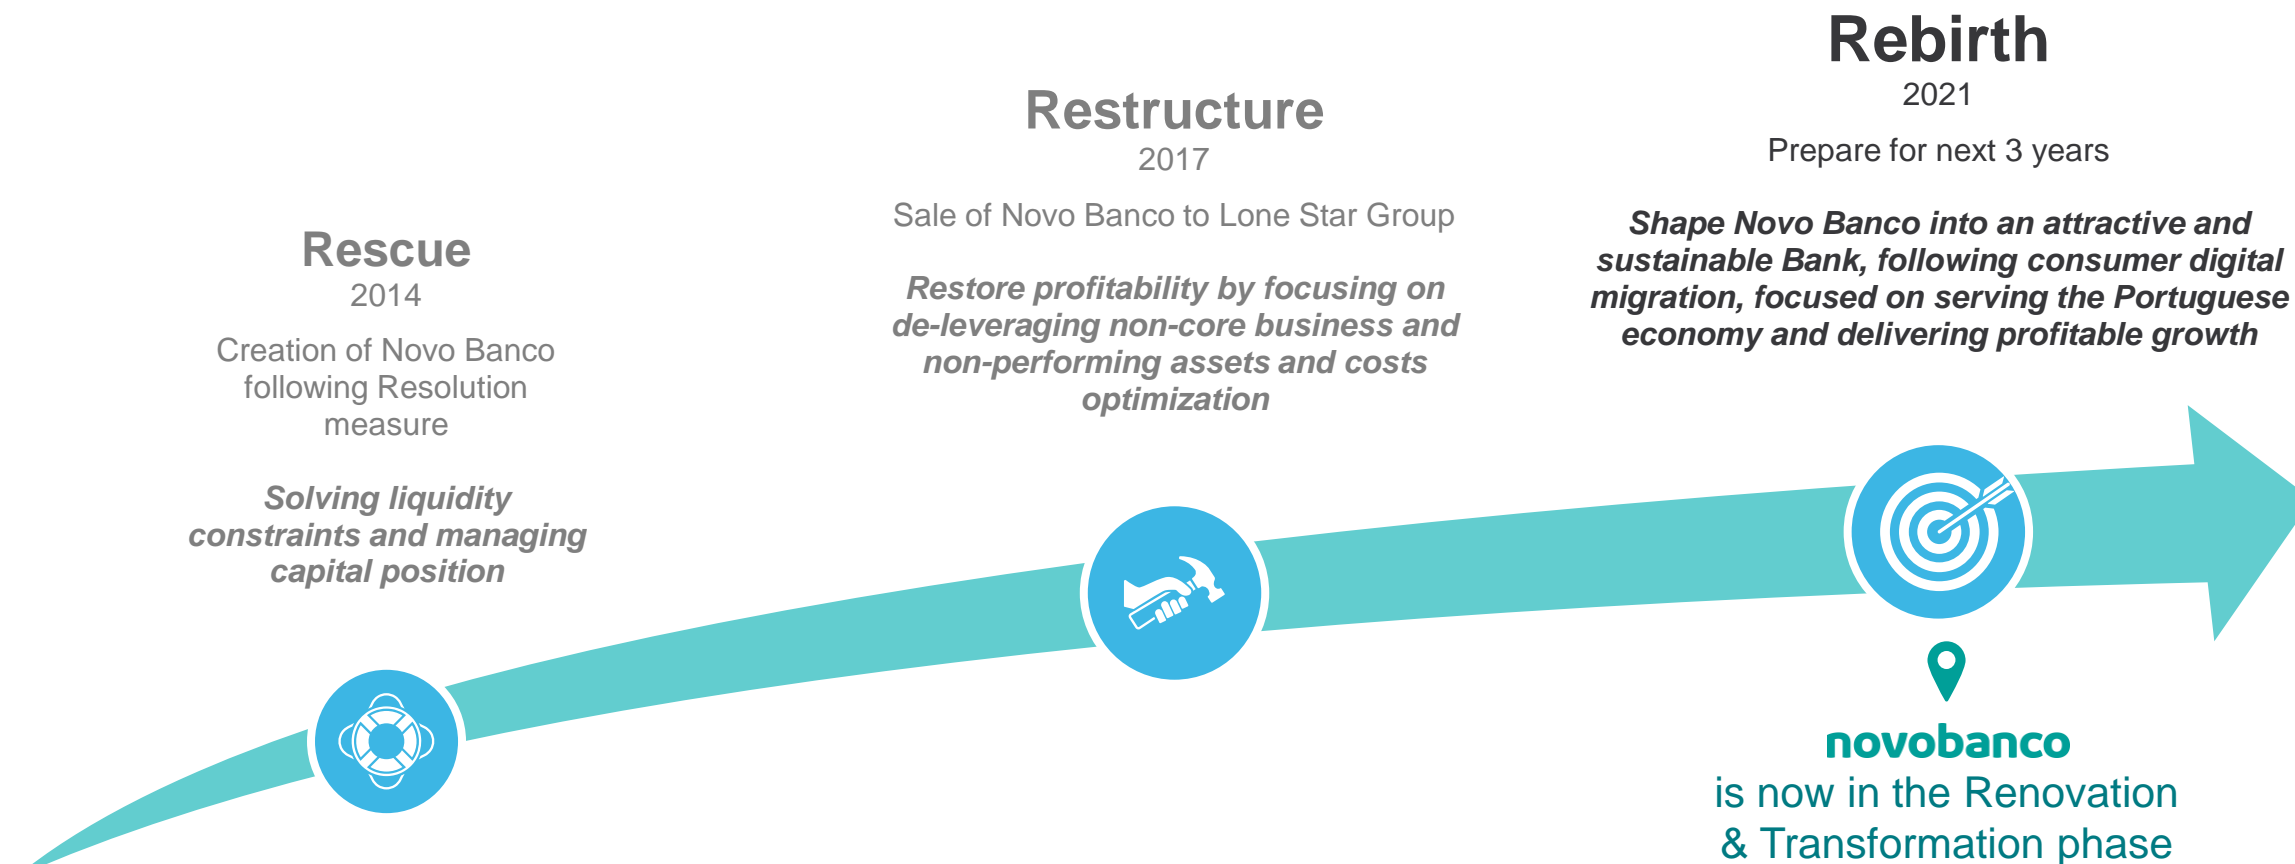 Rescue
2014
Creation of Novo Banco
following Resolution
measure
Solving liquidity
constraints and managing
capital position
Restructure
2017
Sale of Novo Banco to Lone Star Group
Restore profitability by focusing on
de-leveraging non-core business and
non-performing assets and costs
optimization
Rebirth
2021
Prepare for next 3 years
Shape Novo Banco into an attractive and
sustainable Bank, following consumer digital
migration, focused on serving the Portuguese
economy and delivering profitable growth
novobanco
is now in the Renovation
& Transformation phase